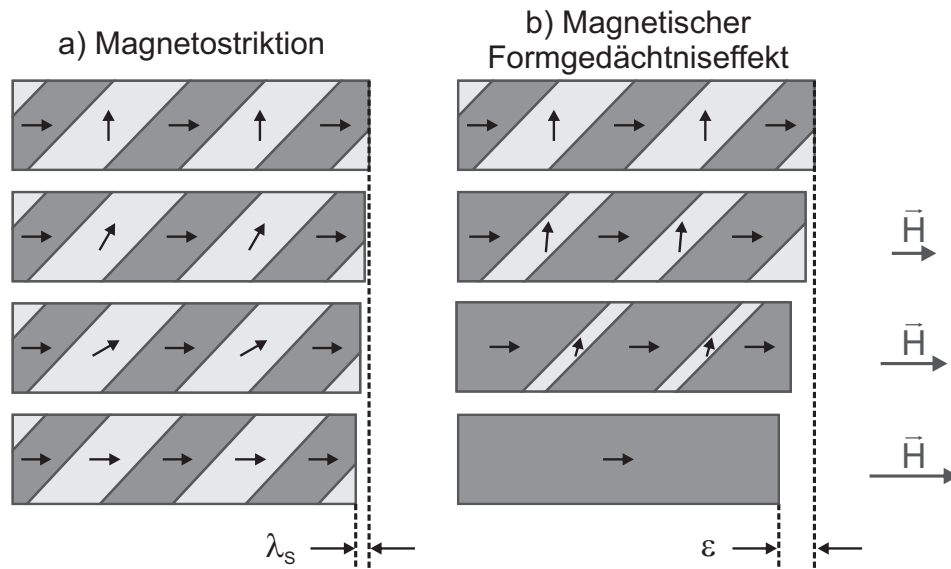 a) Magnetostriktion
b) Magnetischer
Formgedächtniseffekt
H
H
H
λs
ε